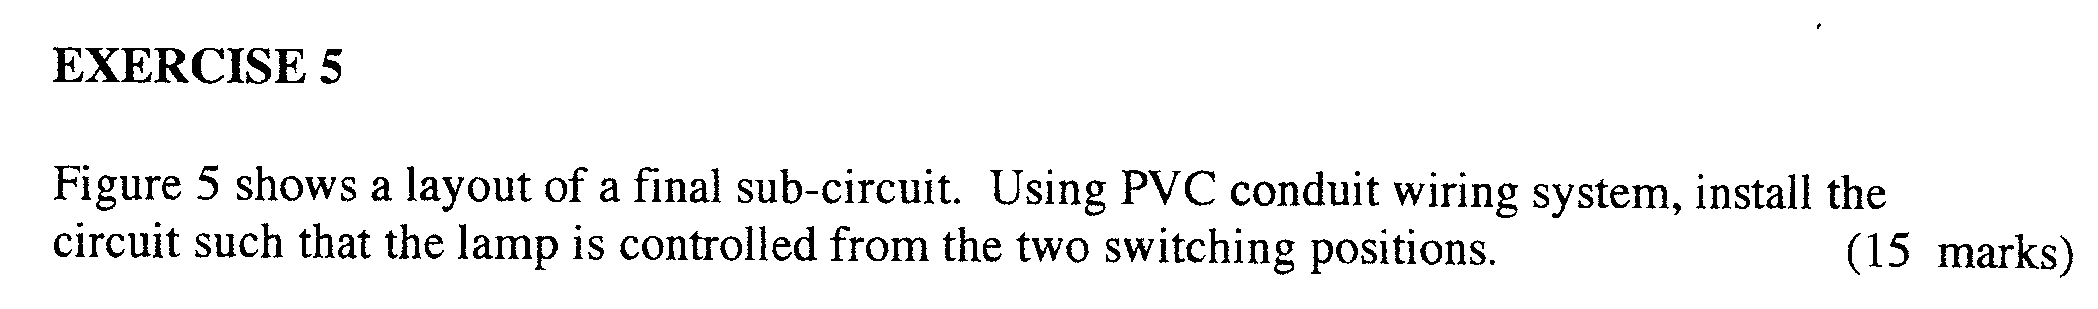 EXERCISE 5
Figure 5 shows a layout of a final sub-circuit. Using PVC conduit wiring system, install the
circuit such that the lamp is controlled from the two switching positions. (15 marks)